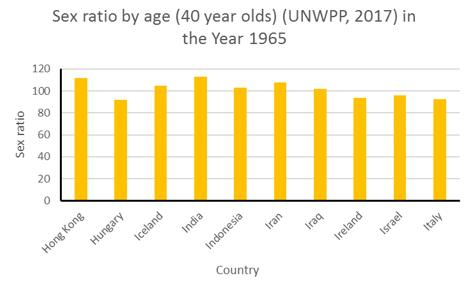 Sex ratio by age (40 year olds) (UNWPP, 2017) in
the Year 1965
120
100
80
60
40
20
0
Sex ratio
Hong Kong
Hungary
Iceland
India
Indonesia
Iran
Iraq
Ireland
Israel
Italy
Country